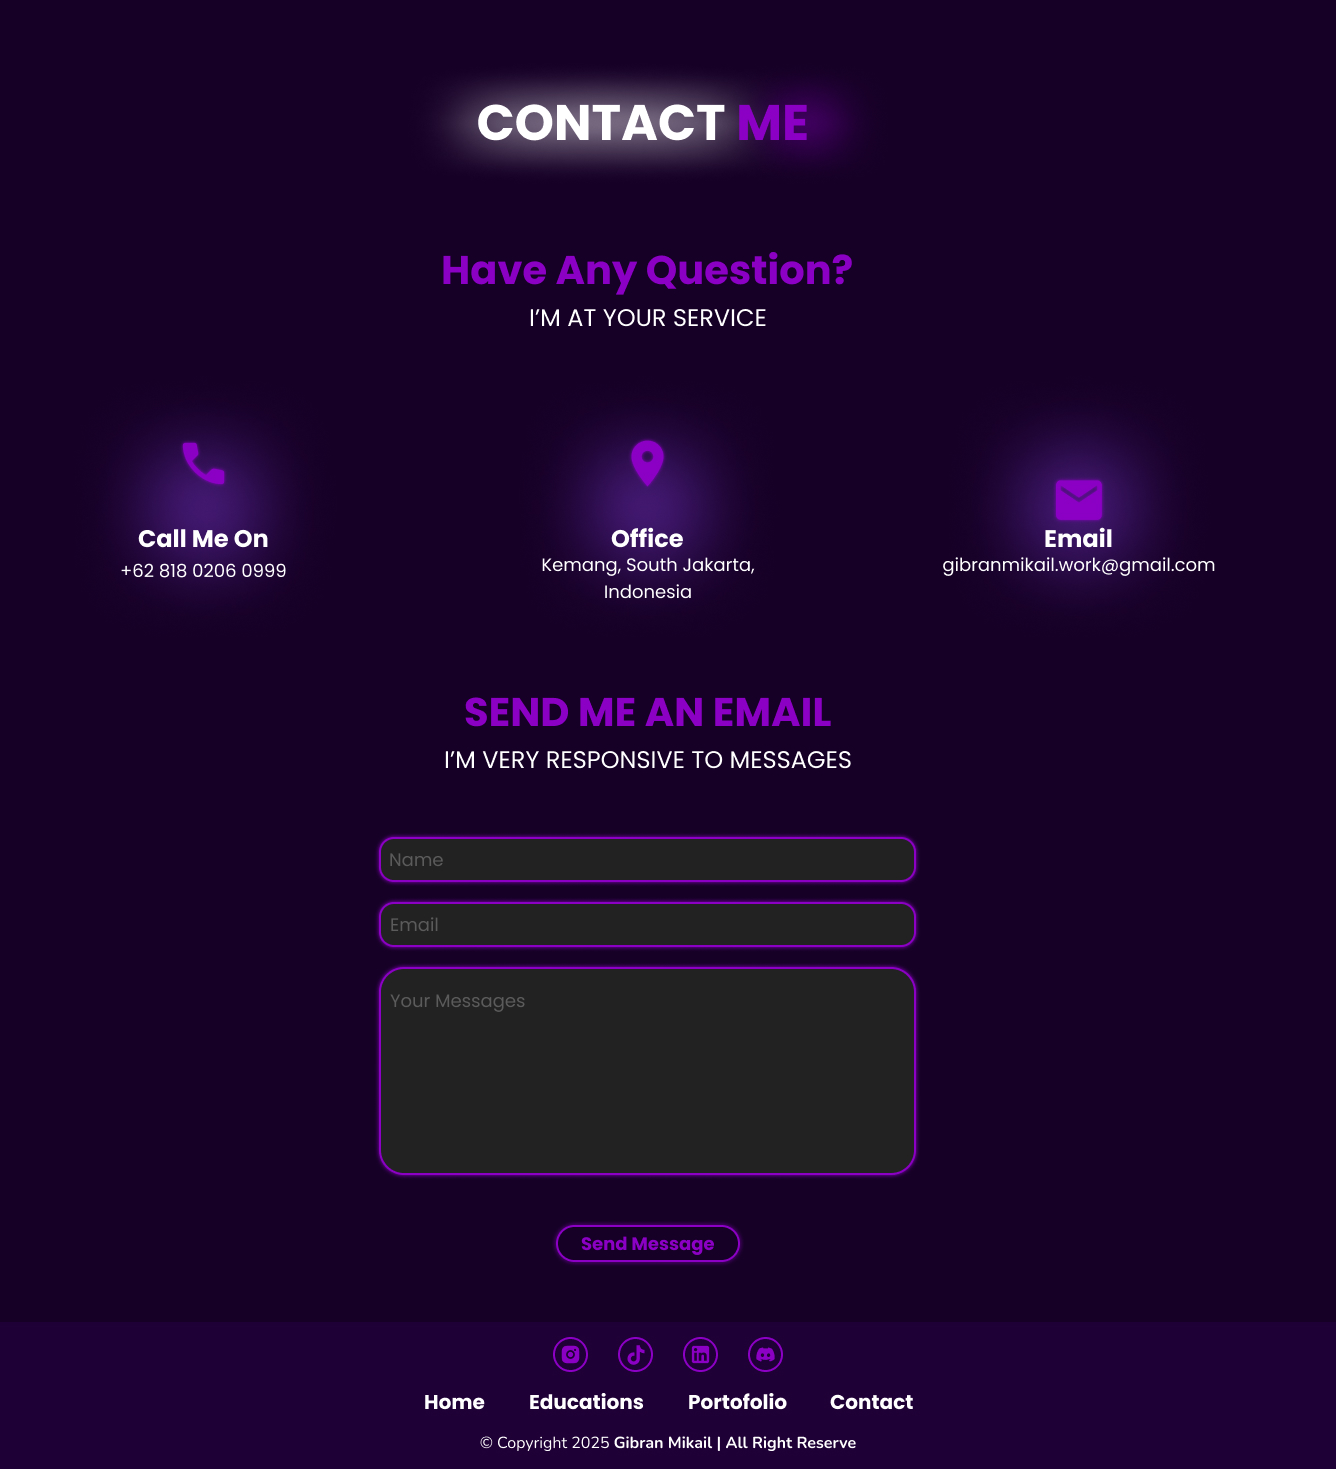 CONTACT ME
Have Any Question?
I’M AT YOUR SERVICE
Call Me On
+62 818 0206 0999
Office
Kemang, South Jakarta,
Indonesia
Email
gibranmikail.work@gmail.com
SEND ME AN EMAIL
I’M VERY RESPONSIVE TO MESSAGES
Name
Email
Your Messages
Send Message
Home Educations Portofolio Contact
© Copyright 2025 Gibran Mikail | All Right Reserve